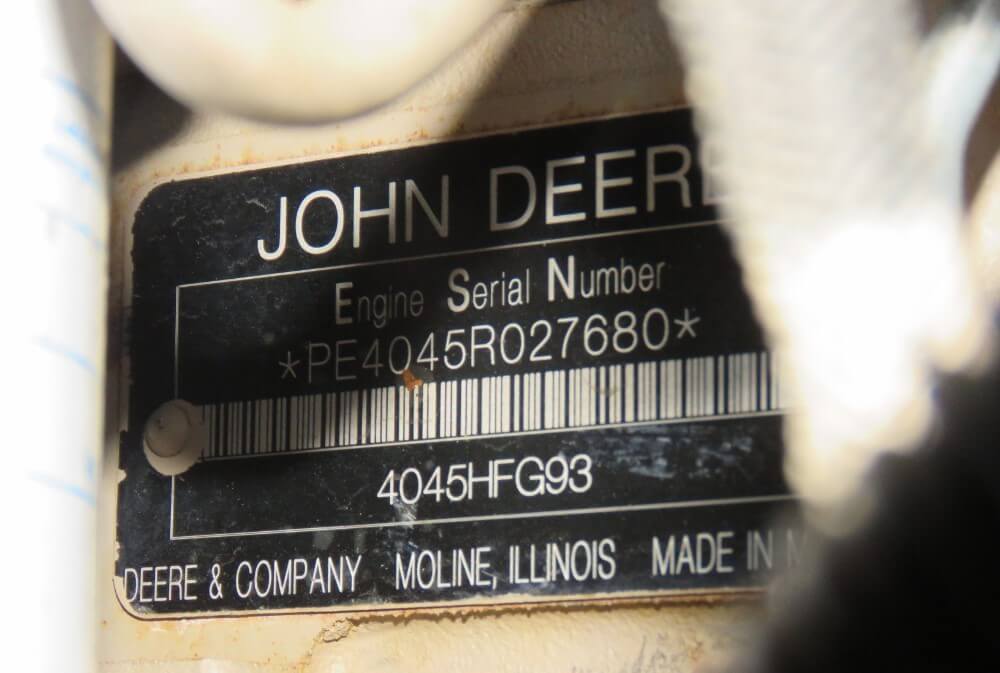 JOHN DEERE
Engine Serial Number
*PE4045R027680*
4045HFG93
DEERE & COMPANY MOLINE, ILLINOIS MADE IN